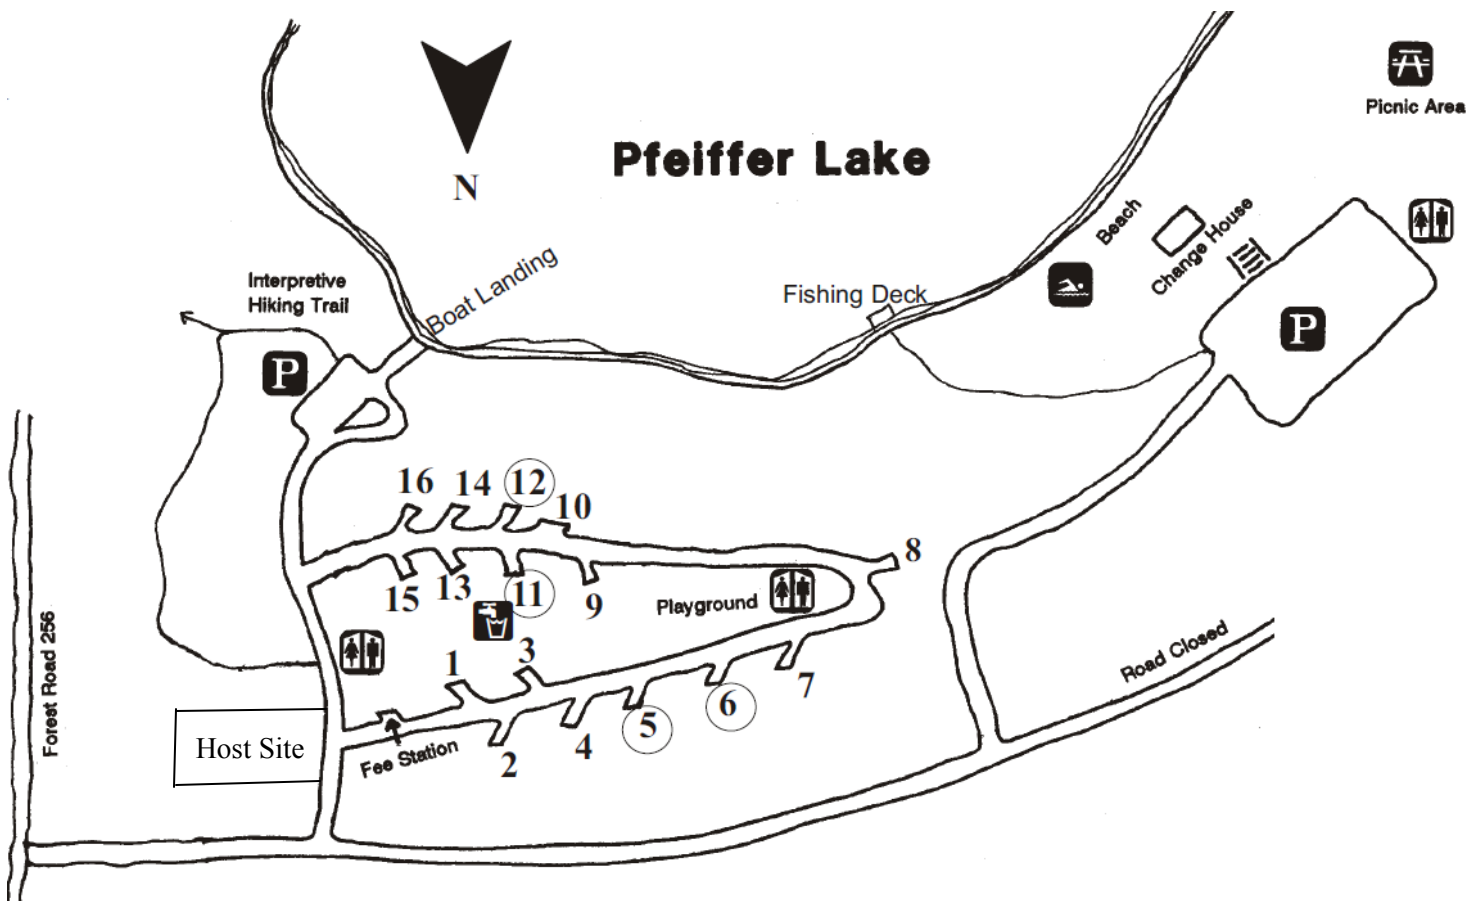 Picnic Area
Pfeiffer Lake
N
Beach
Change House
Boat Landing
Interpretive
Hiking Trail
Fishing Deck
P
P
16
14
12
10
8
15
13
11
9
Playground
Forest Road 256
1
3
7
6
5
4
2
Road Closed
Host Site
Fee Station